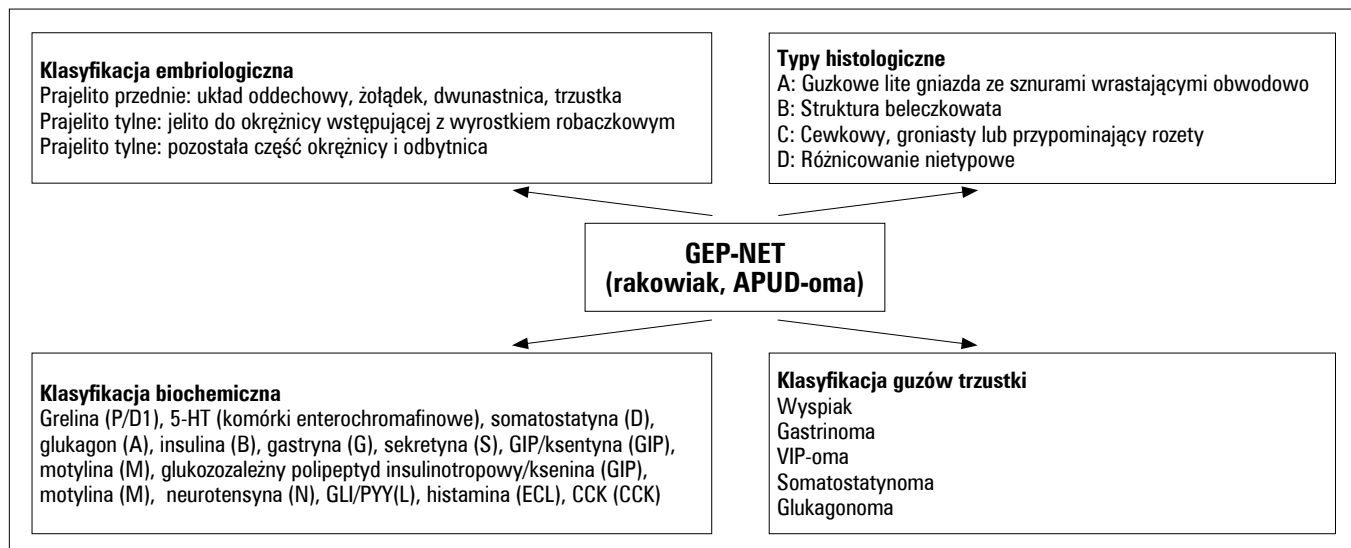 Klasyfikacja embriologiczna
Prajelito przednie: układ oddechowy, żołądek, dwunastnica, trzustka
Prajelito tylne: jelito do okrężnicy wstępującej z wyrostkiem robaczkowym
Prajelito tylne: pozostała część okrężnicy i odbytnica
Typy histologiczne
A: Guzkowe lite gniazda ze sznurami wrastającymi obwodowo
B: Struktura beleczkowata
C: Cewkowy, groniasty lub przypominający rozety
D: Różnicowanie nietypowe
GEP-NET
(rakowiak, APUD-oma)
Klasyfikacja biochemiczna
Grelina (P/D1), 5-HT (komórki enterochromafinowe), somatostatyna (D),
glukagon (A), insulina (B), gastryna (G), sekretyna (S), GIP/ksentyna (GIP),
motylina (M), glukozozależny polipeptyd insulinotropowy/ksenina (GIP),
motylina (M), neurotensyna (N), GLI/PYY(L), histamina (ECL), CCK (CCK)
Klasyfikacja guzów trzustki
Wyspiak
Gastrinoma
VIP-oma
Somatostatynoma
Glukagonoma